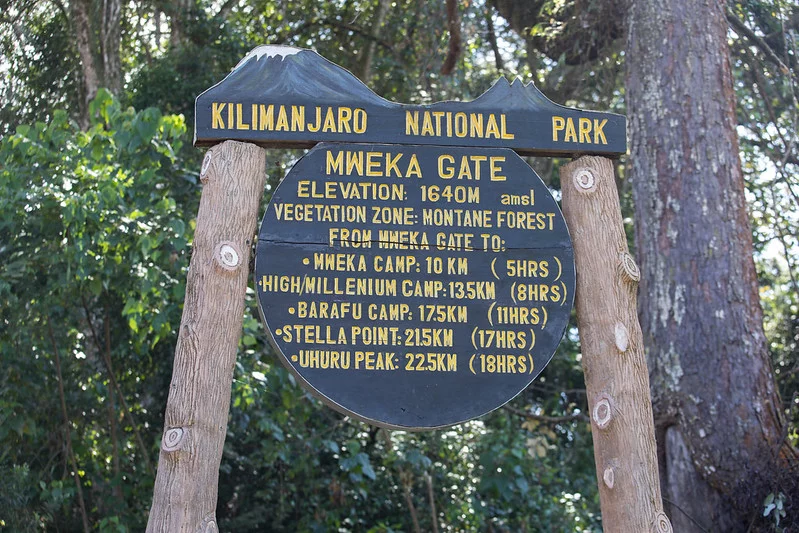 KILIMANJARO NATIONAL PARK
MWEKA GATE
ELEVATION: 1640M amsl
VEGETATION ZONE: MONTANE FOREST
FROM MWEKA GATE TO:
•MWEKA CAMP: 10 KM (5HRS)
•HIGH/MILLENIUM CAMP: 13.5KM (8HRS)
•BARAFU CAMP: 17.5KM (11HRS)
•STELLA POINT: 21.5KM (17HRS)
•UHURU PEAK: 22.5KM (18HRS)